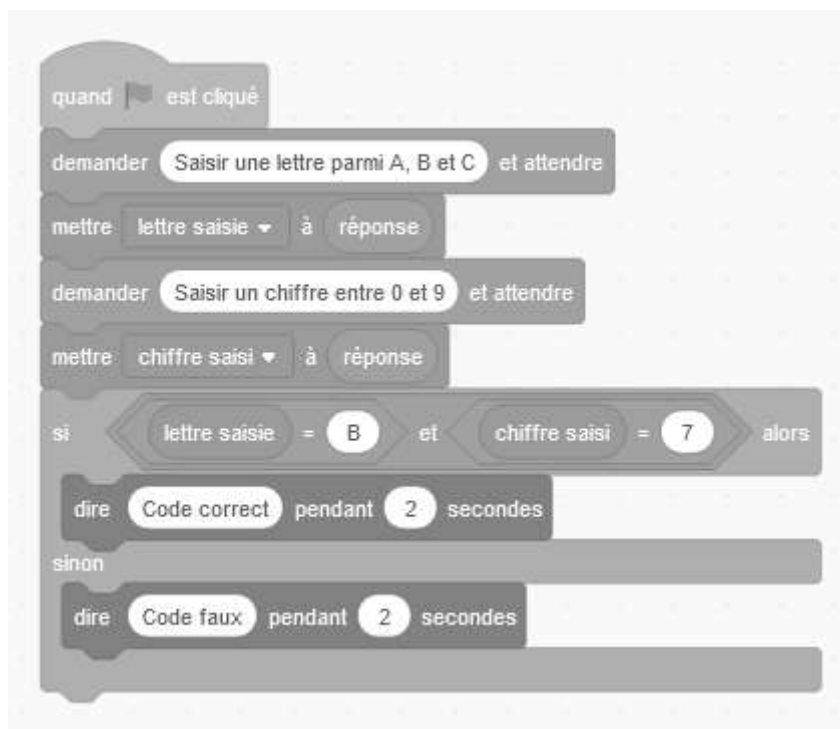 quand est cliqué
demander Saisir une lettre parmi A, B et C et attendre
mettre lettre saisie à réponse
demander Saisir un chiffre entre 0 et 9 et attendre
mettre chiffre saisi à réponse
si lettre saisie = B et chiffre saisi = 7 alors
dire Code correct pendant 2 secondes
sinon
dire Code faux pendant 2 secondes